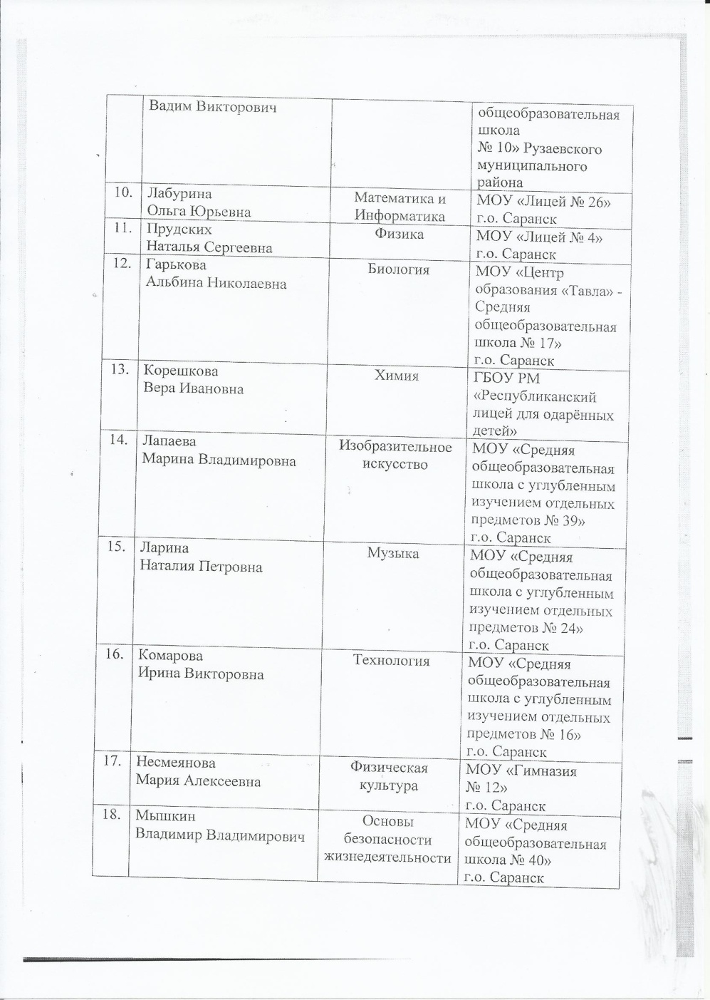 Вадим Викторович
общеобразовательная
школа
№ 10» Рузаевского
муниципального
района
10.
Лабурина
Ольга Юрьевна
Математика и
Информатика
МОУ «Лицей № 26»
г.о. Саранск
11.
Прудских
Наталья Сергеевна
Физика
МОУ «Лицей № 4»
г.о. Саранск
12.
Гарькова
Альбина Николаевна
Биология
МОУ «Центр
образования «Тавла» -
Средняя
общеобразовательная
школа № 17»
г.о. Саранск
13.
Корешкова
Вера Ивановна
Химия
ГБОУ РМ
«Республиканский
лицей для одарённых
детей»
14.
Лапаева
Марина Владимировна
Изобразительное
искусство
МОУ «Средняя
общеобразовательная
школа с углубленным
изучением отдельных
предметов № 39»
г.о. Саранск
15.
Ларина
Наталия Петровна
Музыка
МОУ «Средняя
общеобразовательная
школа с углубленным
изучением отдельных
предметов № 24»
г.о. Саранск
16.
Комарова
Ирина Викторовна
Технология
МОУ «Средняя
общеобразовательная
школа с углубленным
изучением отдельных
предметов № 16»
г.о. Саранск
17.
Несмеянова
Мария Алексеевна
Физическая
культура
МОУ «Гимназия
№ 12»
г.о. Саранск
18.
Мышкин
Владимир Владимирович
Основы
безопасности
жизнедеятельности
МОУ «Средняя
общеобразовательная
школа № 40»
г.о. Саранск